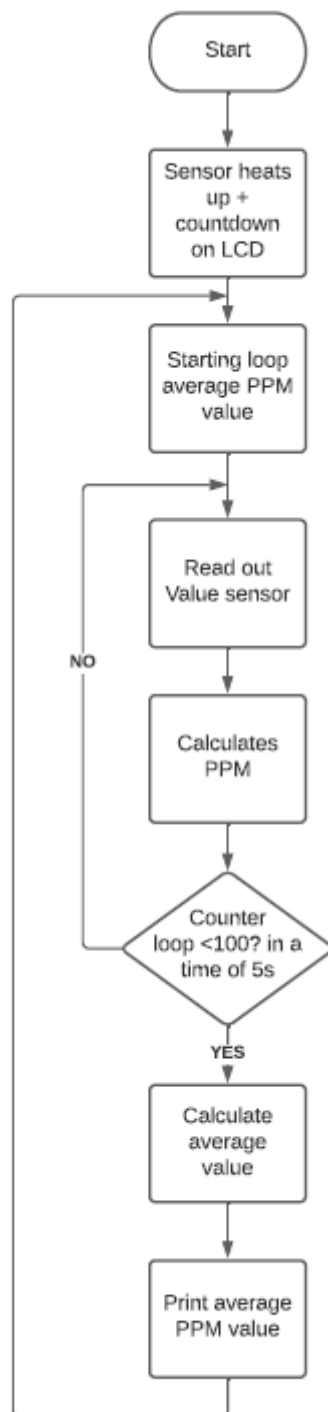 Start
Sensor heats
up +
countdown
on LCD
Starting loop
average PPM
value
Read out
Value sensor
NO
Calculates
PPM
Counter
loop <100? in a
time of 5s
YES
Calculate
average
value
Print average
PPM value